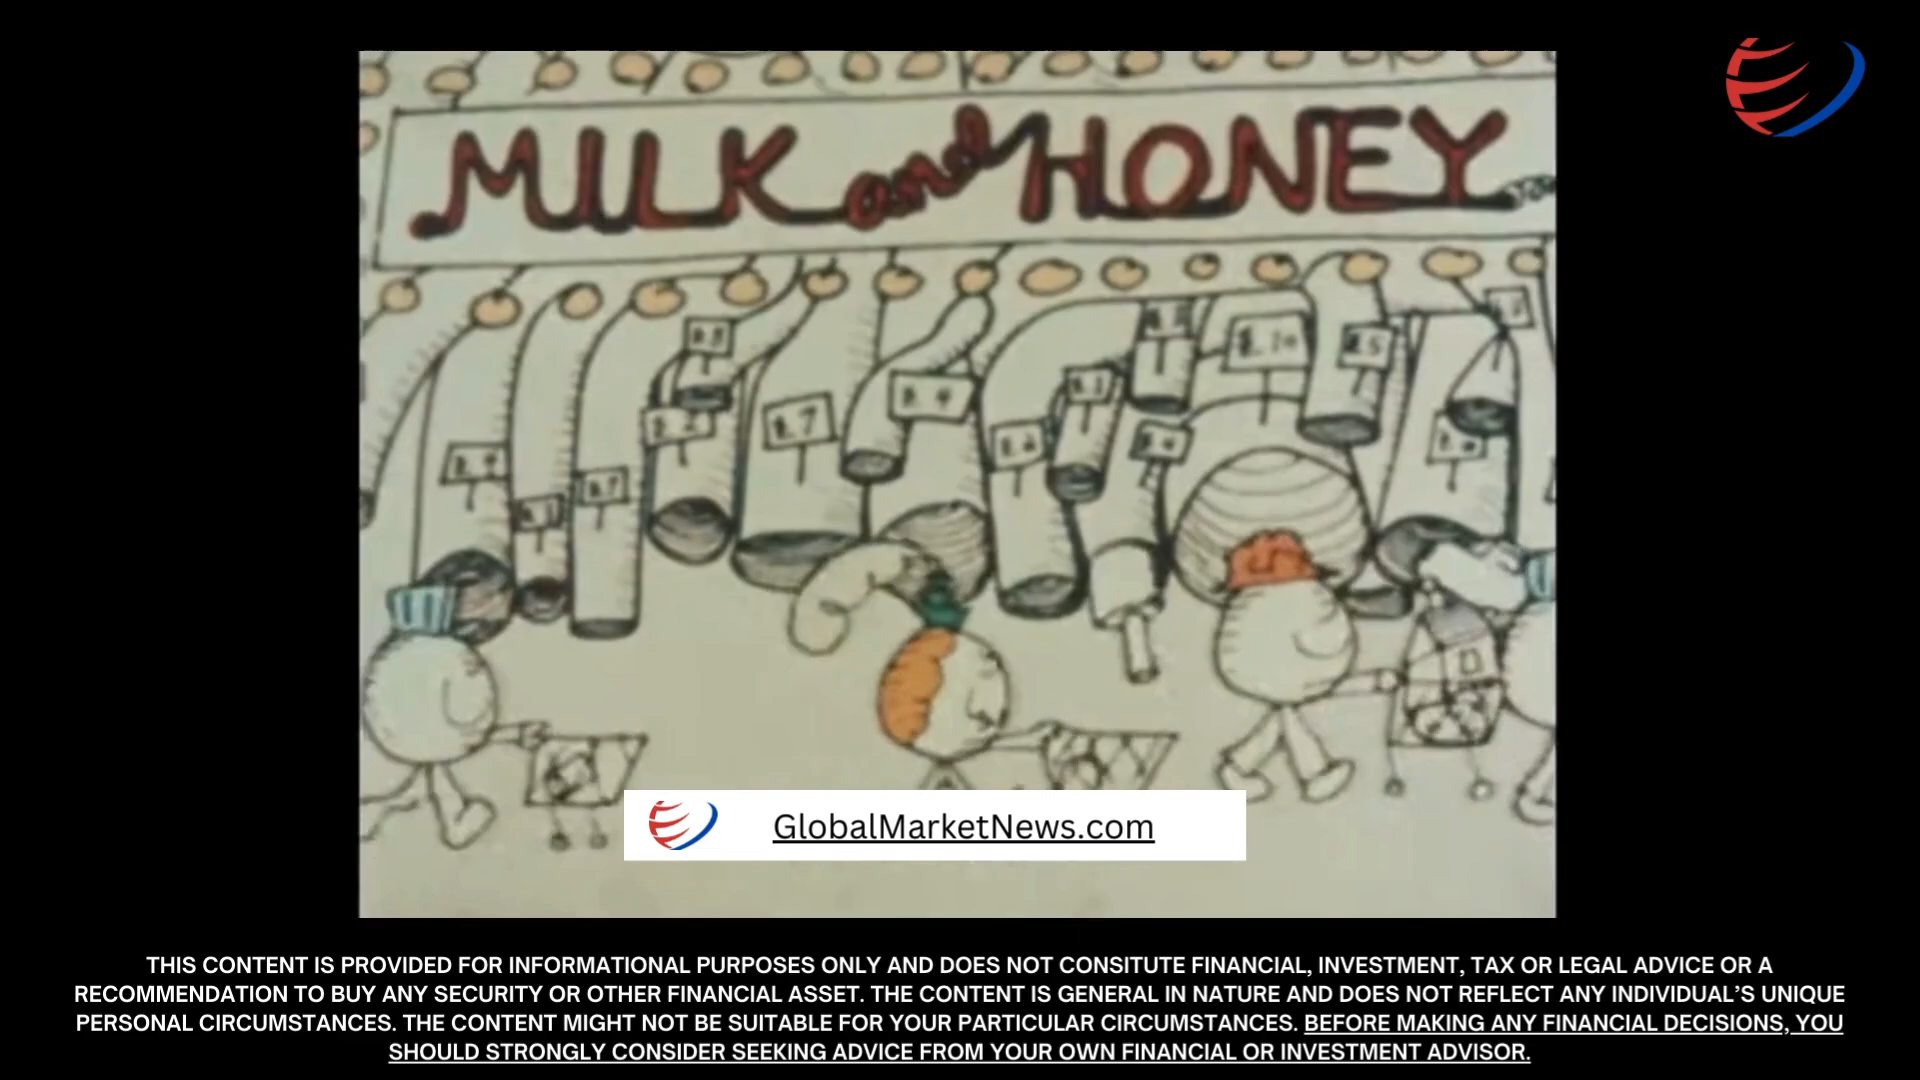 MILK and HONEY
$.7
GlobalMarketNews.com
THIS CONTENT IS PROVIDED FOR INFORMATIONAL PURPOSES ONLY AND DOES NOT CONSITUTE FINANCIAL, INVESTMENT, TAX OR LEGAL ADVICE OR A
RECOMMENDATION TO BUY ANY SECURITY OR OTHER FINANCIAL ASSET. THE CONTENT IS GENERAL IN NATURE AND DOES NOT REFLECT ANY INDIVIDUAL'S UNIQUE
PERSONAL CIRCUMSTANCES. THE CONTENT MIGHT NOT BE SUITABLE FOR YOUR PARTICULAR CIRCUMSTANCES. BEFORE MAKING ANY FINANCIAL DECISIONS, YOU
SHOULD STRONGLY CONSIDER SEEKING ADVICE FROM YOUR OWN FINANCIAL OR INVESTMENT ADVISOR.